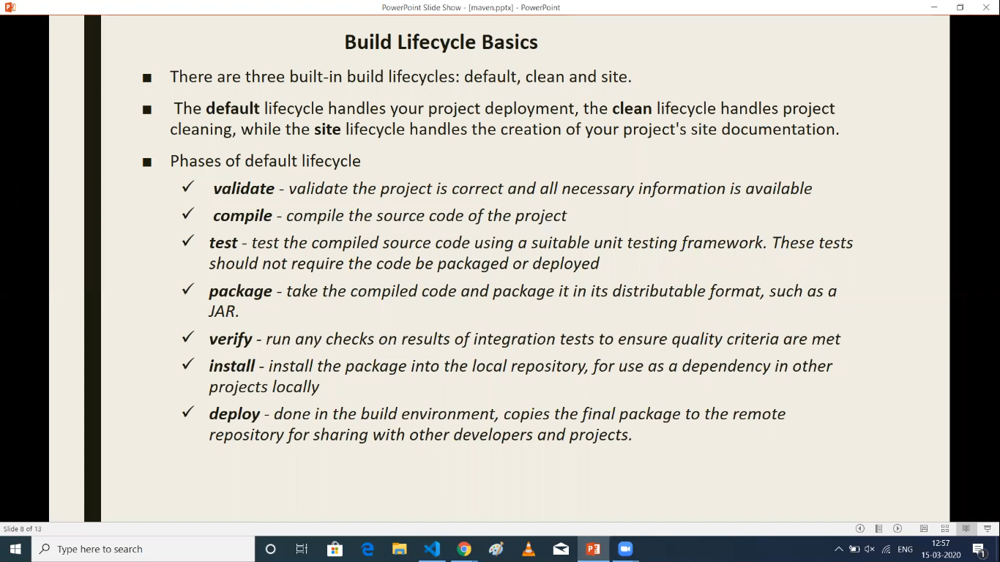 PowerPoint Slide Show - [maven.pptx] - PowerPoint
Build Lifecycle Basics
There are three built-in build lifecycles: default, clean and site.
The default lifecycle handles your project deployment, the clean lifecycle handles project
cleaning, while the site lifecycle handles the creation of your project's site documentation.
Phases of default lifecycle
validate - validate the project is correct and all necessary information is available
compile - compile the source code of the project
test - test the compiled source code using a suitable unit testing framework. These tests
should not require the code be packaged or deployed
package - take the compiled code and package it in its distributable format, such as a
JAR.
verify - run any checks on results of integration tests to ensure quality criteria are met
install - install the package into the local repository, for use as a dependency in other
projects locally
deploy - done in the build environment, copies the final package to the remote
repository for sharing with other developers and projects.
Slide 8 of 13
Type here to search
ENG
12:57
15-03-2020
1